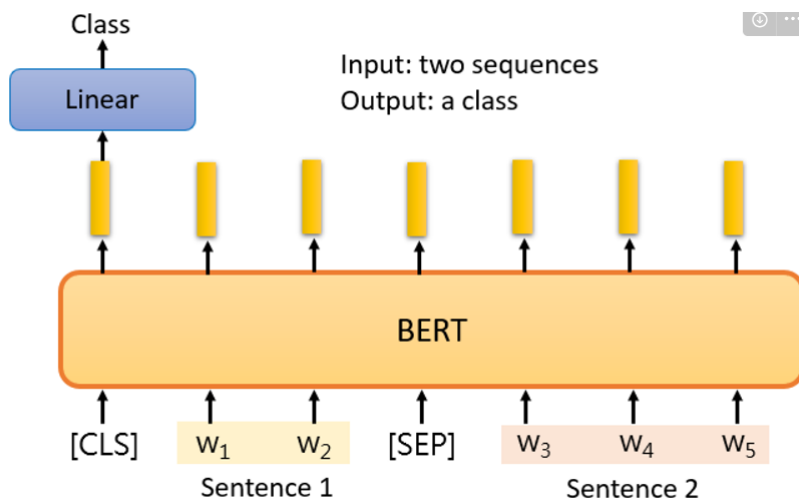 Class
Linear
Input: two sequences
Output: a class
BERT
[CLS] w₁ w₂ [SEP] w₃ w₄ w₅
Sentence 1 Sentence 2